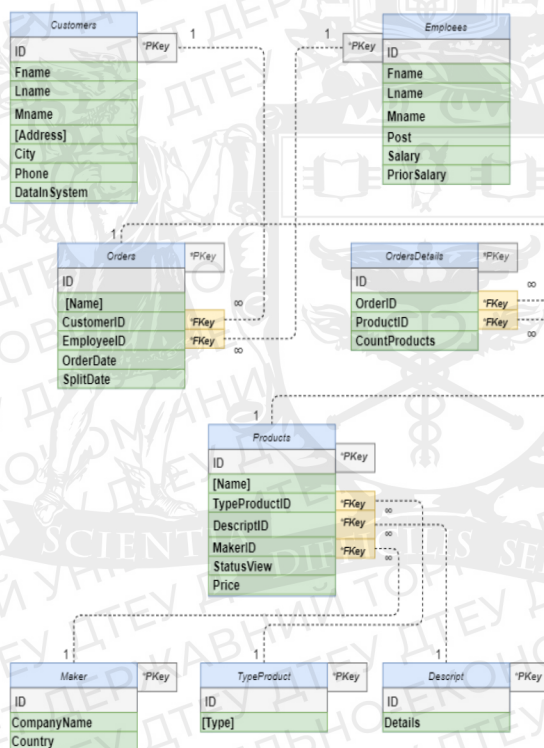 Customers
*PKey
1
ID
Fname
Lname
Mname
[Address]
City
Phone
DataInSystem
Emploees
1
*PKey
ID
Fname
Lname
Mname
Post
Salary
PriorSalary
1
Orders
*PKey
ID
[Name]
∞
CustomerID
*FKey
EmployeeID
*FKey
∞
OrderDate
SplitDate
OrdersDetails
*PKey
ID
∞
OrderID
*FKey
ProductID
*FKey
∞
CountProducts
1
Products
*PKey
ID
[Name]
TypeProductID
*FKey
∞
DescriptID
*FKey
∞
MakerID
*FKey
∞
StatusView
Price
1
Maker
*PKey
ID
CompanyName
Country
1
TypeProduct
*PKey
ID
[Type]
1
Descript
*PKey
ID
Details